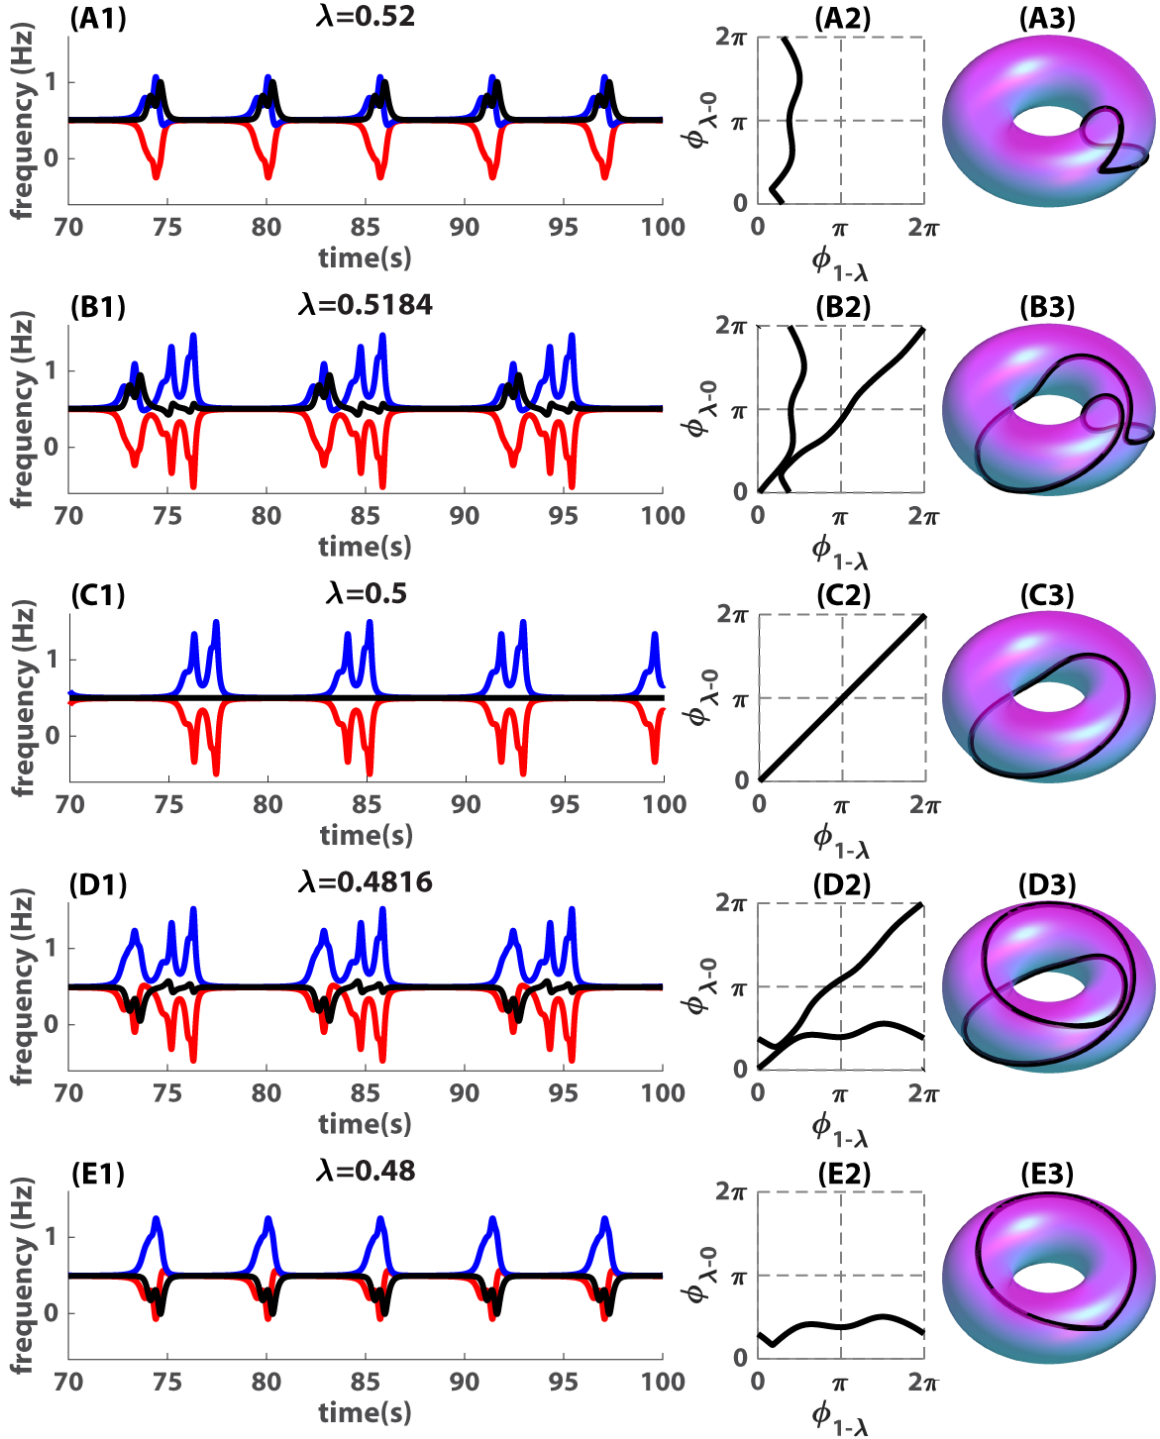 (A1) λ=0.52 (A2) (A3)
frequency (Hz)
1
0
70 75 80 85 90 95 100
time(s)
ϕλ-0
2π
π
0
0 π 2π
ϕ1-λ
(B1) λ=0.5184 (B2) (B3)
frequency (Hz)
1
0
70 75 80 85 90 95 100
time(s)
ϕλ-0
2π
π
0
0 π 2π
ϕ1-λ
(C1) λ=0.5 (C2) (C3)
frequency (Hz)
1
0
70 75 80 85 90 95 100
time(s)
ϕλ-0
2π
π
0
0 π 2π
ϕ1-λ
(D1) λ=0.4816 (D2) (D3)
frequency (Hz)
1
0
70 75 80 85 90 95 100
time(s)
ϕλ-0
2π
π
0
0 π 2π
ϕ1-λ
(E1) λ=0.48 (E2) (E3)
frequency (Hz)
1
0
70 75 80 85 90 95 100
time(s)
ϕλ-0
2π
π
0
0 π 2π
ϕ1-λ